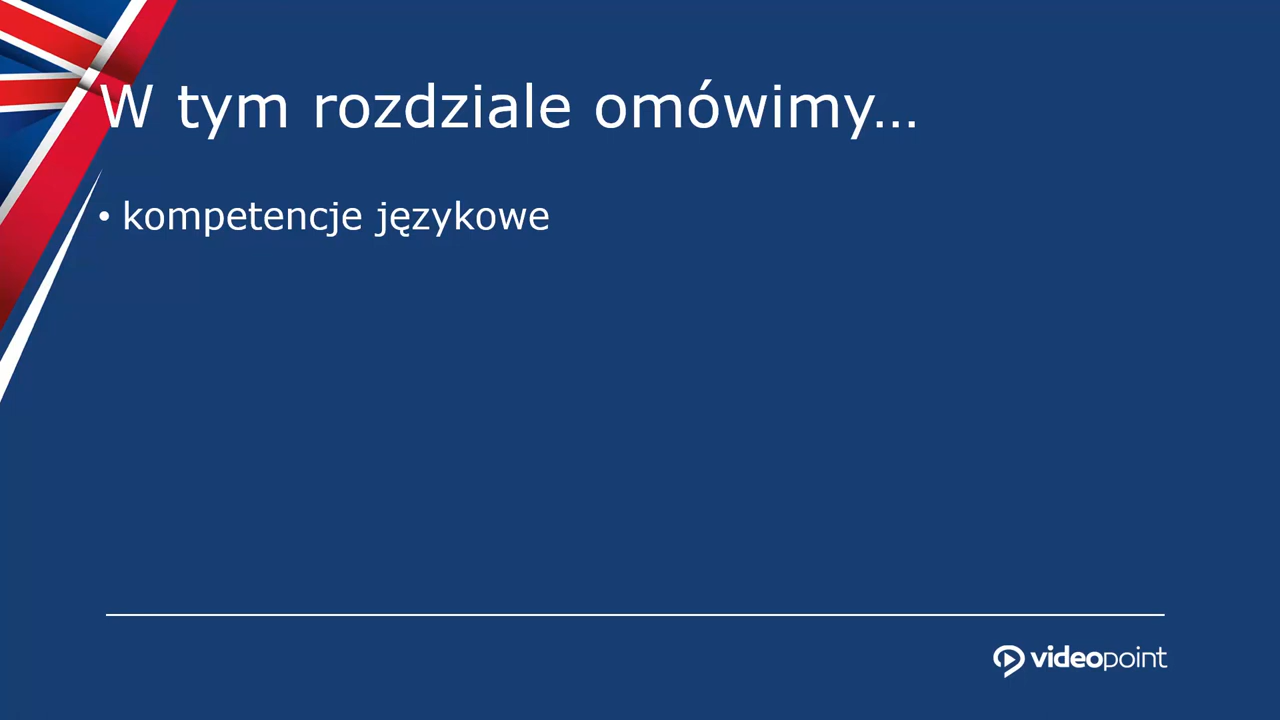 W tym rozdziale omówimy…
• kompetencje językowe
videopoint